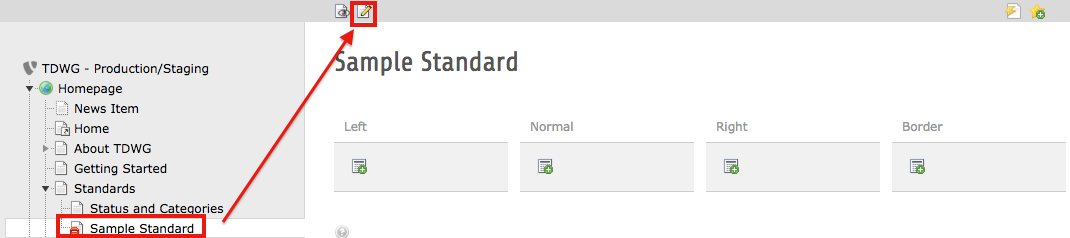 TDWG - Production/Staging
Homepage
News Item
Home
About TDWG
Getting Started
Standards
Status and Categories
Sample Standard
Sample Standard
Left Normal Right Border